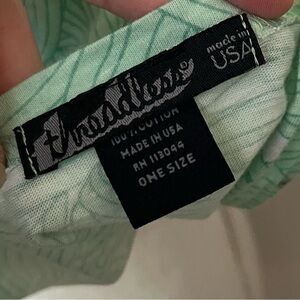 threadless
made in
USA
100% COTTON
MADE IN USA
RN 113044
ONE SIZE